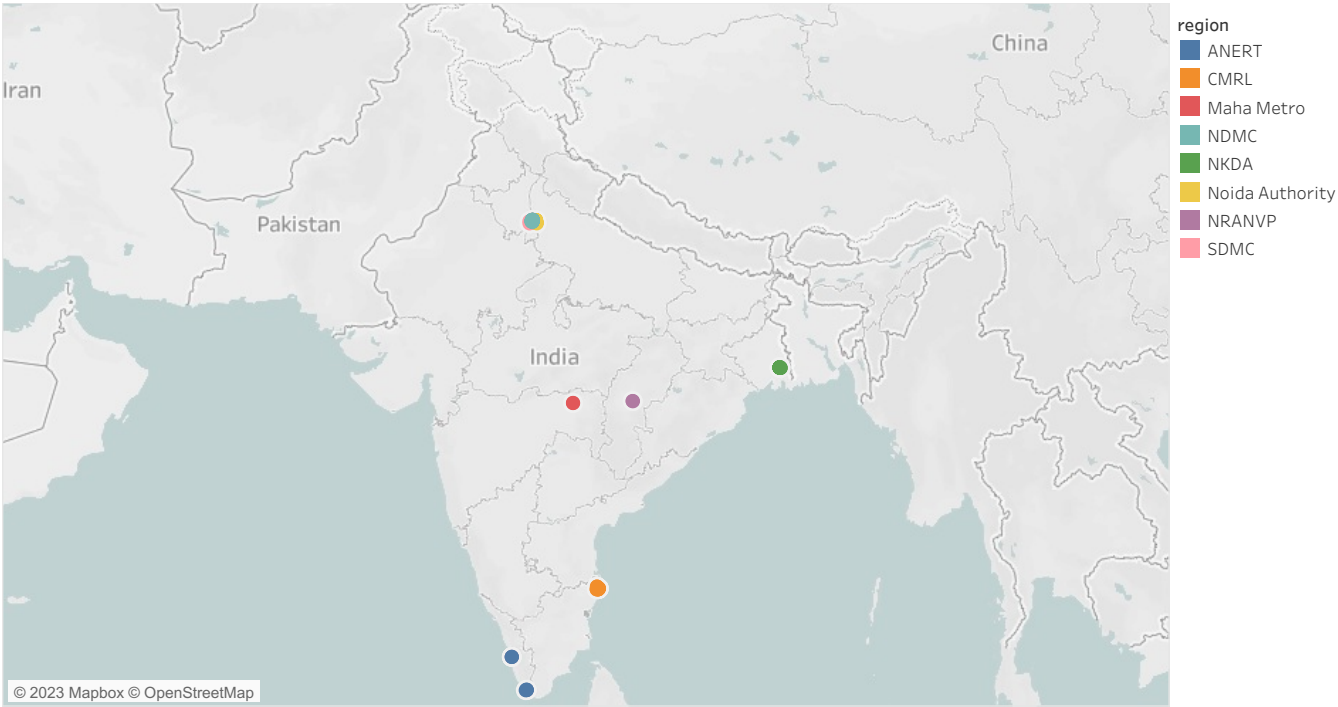 China
Iran
Pakistan
India
© 2023 Mapbox © OpenStreetMap
region
ANERT
CMRL
Maha Metro
NDMC
NKDA
Noida Authority
NRANVP
SDMC